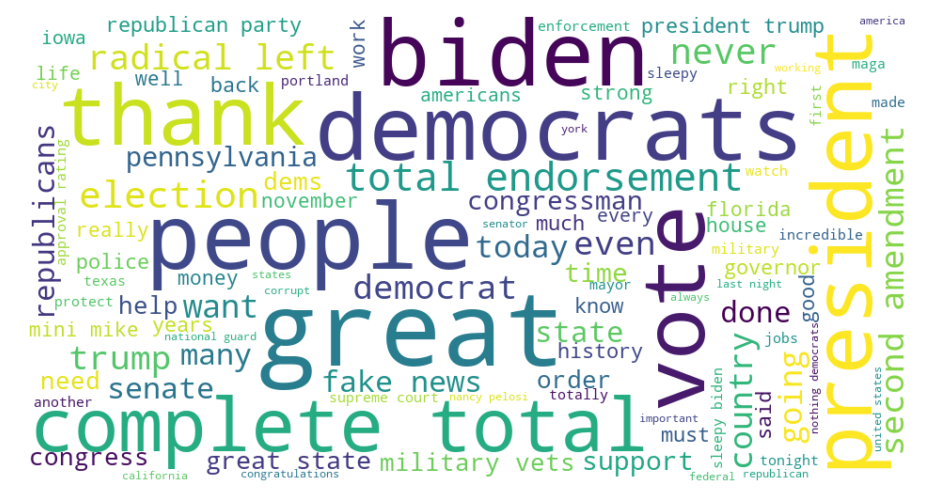 america
republican party
enforcement
president trump
iowa
work
biden
never
radical left
maga
life
well
back
portland
sleepy
working
city
thank
americans
strong
right
first
made
democrats
york
president
republicans
approval rating
pennsylvania
total endorsement
watch
election
dems
november
congressman
florida
amendment
second
people
senator
much
every
house
incredible
really
today
even
vote
military
police
money
states
time
governor
texas
corrupt
mayor
last night
protect
democrat
always
good
help
want
great
know
done
mini mike
years
national guard
state
country
jobs
going
nothing democrats
united states
trump
many
history
need
senate
fake news
order
said
another
supreme court
nancy pelosi
totally
important
sleepy biden
complete total
must
congress
great state
military vets
support
tonight
california
congratulations
federal
republican